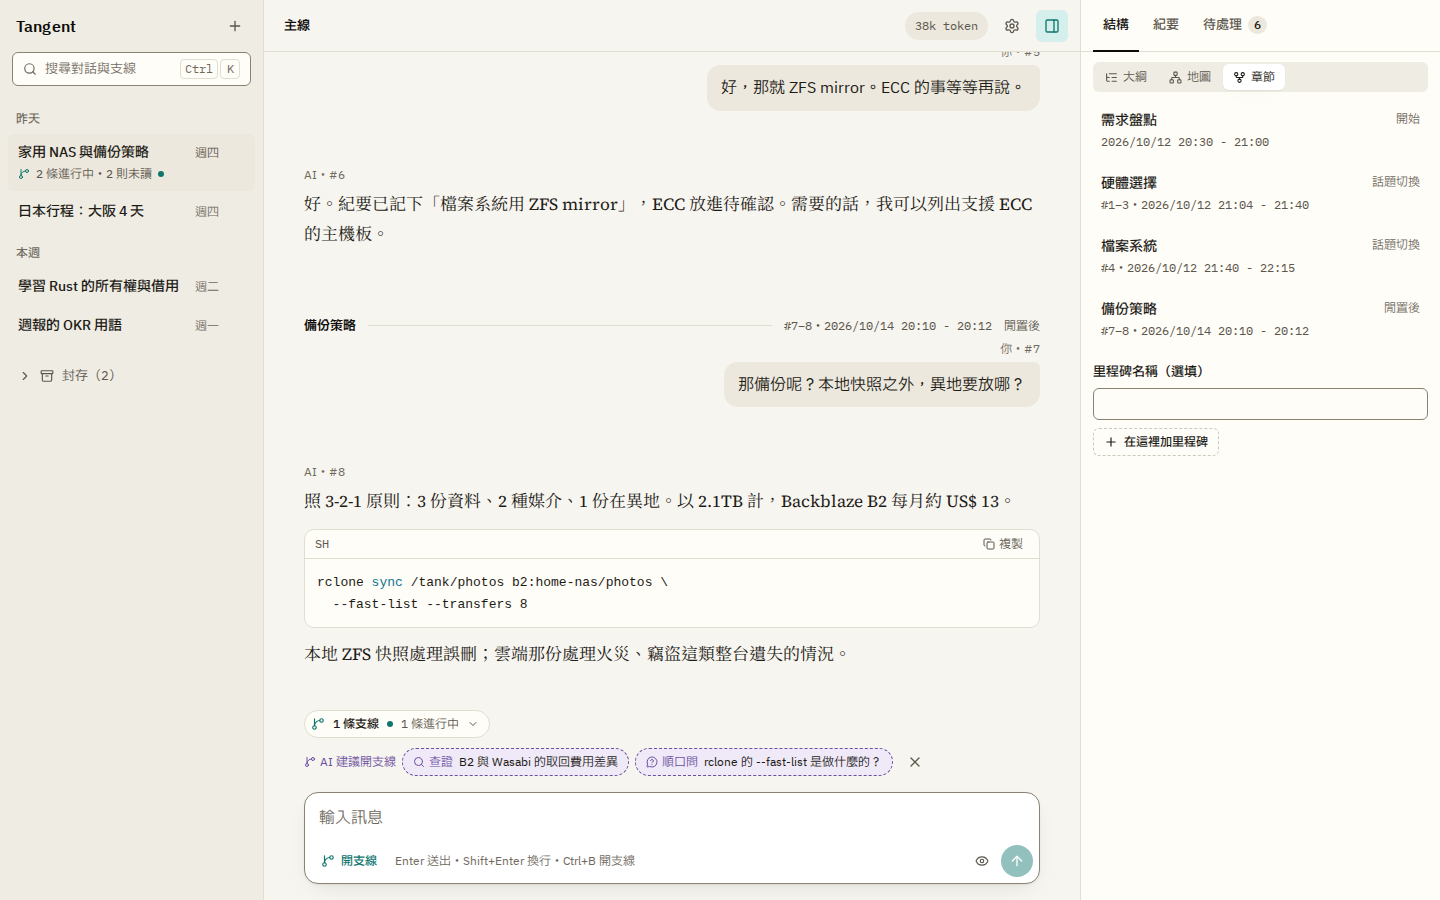 Tangent
搜尋對話與支線 Ctrl K
昨天
家用 NAS 與備份策略 週四
2 條進行中・2 則未讀
日本行程：大阪 4 天 週四
本週
學習 Rust 的所有權與借用 週二
週報的 OKR 用語 週一
封存（2）
主線
38k token
你・#5
好，那就 ZFS mirror。ECC 的事等等再說。
AI・#6
好。紀要已記下「檔案系統用 ZFS mirror」，ECC 放進待確認。需要的話，我可以列出支援 ECC
的主機板。
備份策略 #7–8・2026/10/14 20:10 - 20:12 閒置後
你・#7
那備份呢？本地快照之外，異地要放哪？
AI・#8
照 3-2-1 原則：3 份資料、2 種媒介、1 份在異地。以 2.1TB 計，Backblaze B2 每月約 US$ 13。
SH 複製
rclone sync /tank/photos b2:home-nas/photos \
--fast-list --transfers 8
本地 ZFS 快照處理誤刪；雲端那份處理火災、竊盜這類整台遺失的情況。
1 條支線 1 條進行中
AI 建議開支線 查證 B2 與 Wasabi 的取回費用差異 順口問 rclone 的 --fast-list 是做什麼的？
輸入訊息
開支線 Enter 送出・Shift+Enter 換行・Ctrl+B 開支線
結構 紀要 待處理 6
大綱 地圖 章節
需求盤點 開始
2026/10/12 20:30 - 21:00
硬體選擇 話題切換
#1–3・2026/10/12 21:04 - 21:40
檔案系統 話題切換
#4・2026/10/12 21:40 - 22:15
備份策略 閒置後
#7–8・2026/10/14 20:10 - 20:12
里程碑名稱（選填）
在這裡加里程碑